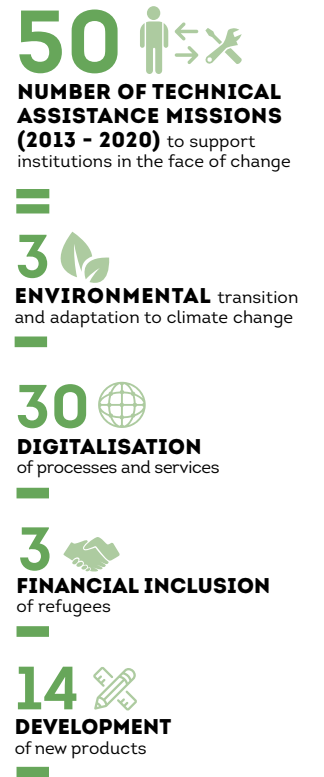 50
NUMBER OF TECHNICAL
ASSISTANCE MISSIONS
(2013 - 2020) to support
institutions in the face of change
=
3
ENVIRONMENTAL transition
and adaptation to climate change
30
DIGITALISATION
of processes and services
3
FINANCIAL INCLUSION
of refugees
14
DEVELOPMENT
of new products